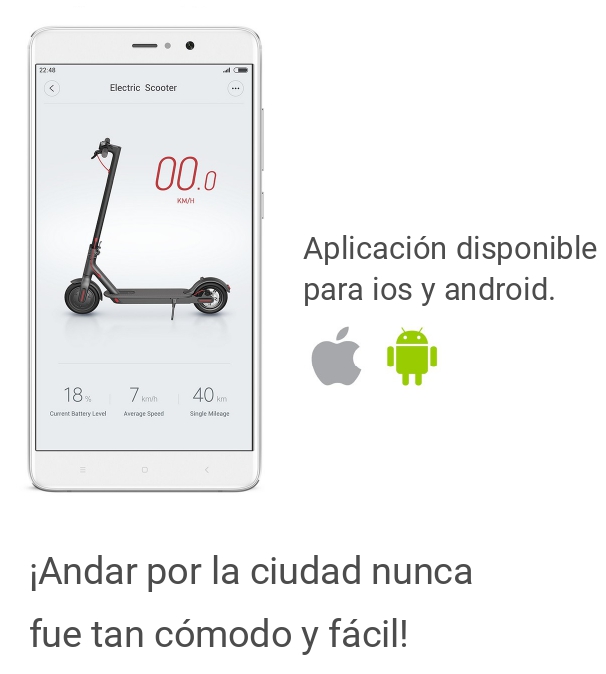 22:48
Electric Scooter
00.0
KM/H
Aplicación disponible
para ios y android.
18 % 7 km/h 40 km
Current Battery Level Average Speed Single Mileage
¡Andar por la ciudad nunca
fue tan cómodo y fácil!